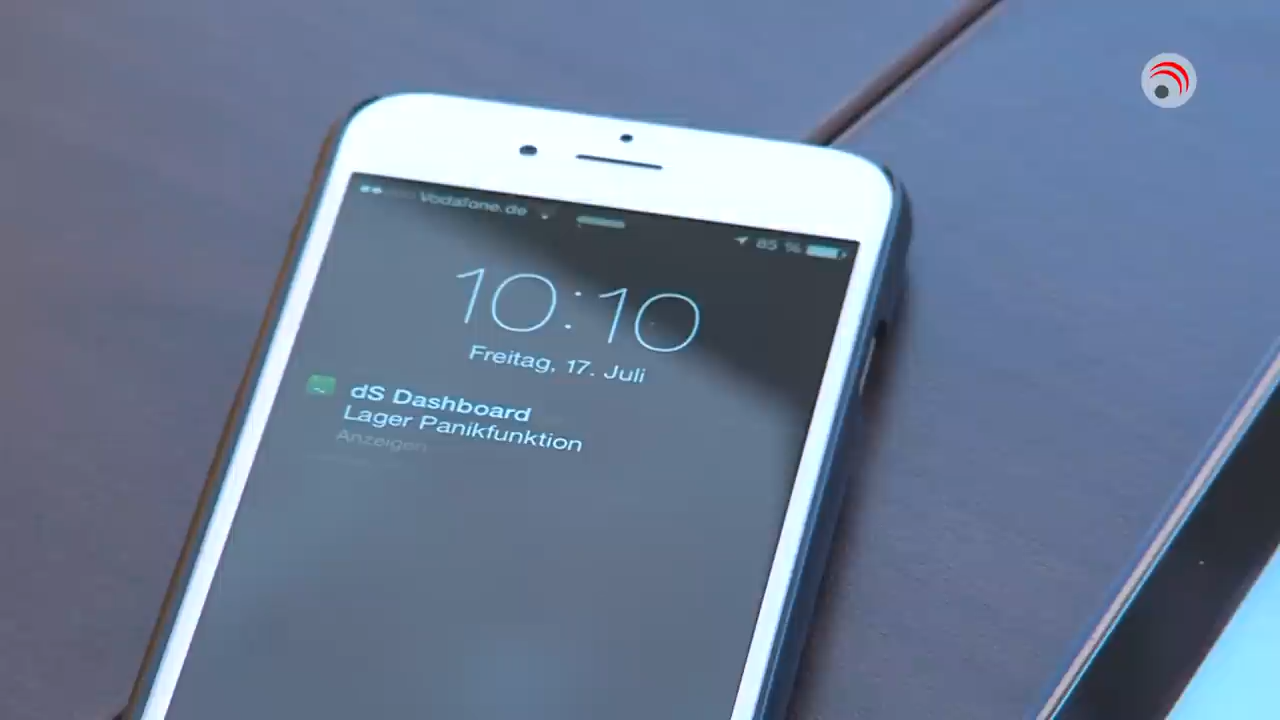 Vodafone.de
85 %
10:10
Freitag, 17. Juli
dS Dashboard
Lager Panikfunktion
Anzeigen